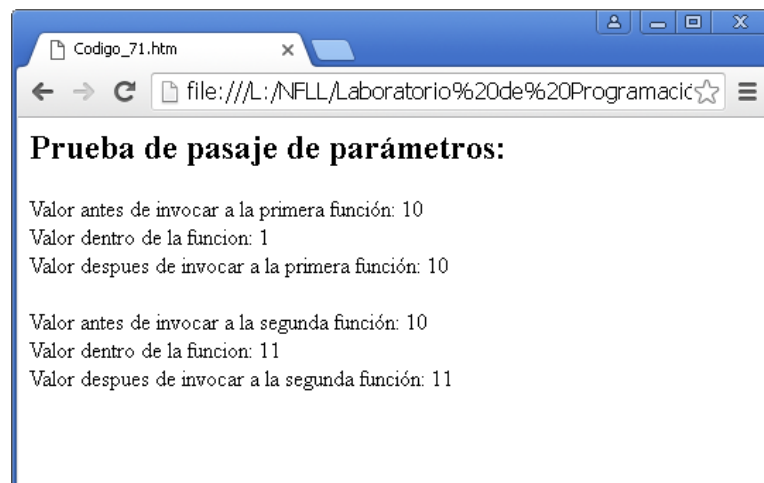 Codigo_71.htm
file:///L:/NFLL/Laboratorio%20de%20Programació
Prueba de pasaje de parámetros:
Valor antes de invocar a la primera función: 10
Valor dentro de la funcion: 1
Valor despues de invocar a la primera función: 10
Valor antes de invocar a la segunda función: 10
Valor dentro de la funcion: 11
Valor despues de invocar a la segunda función: 11